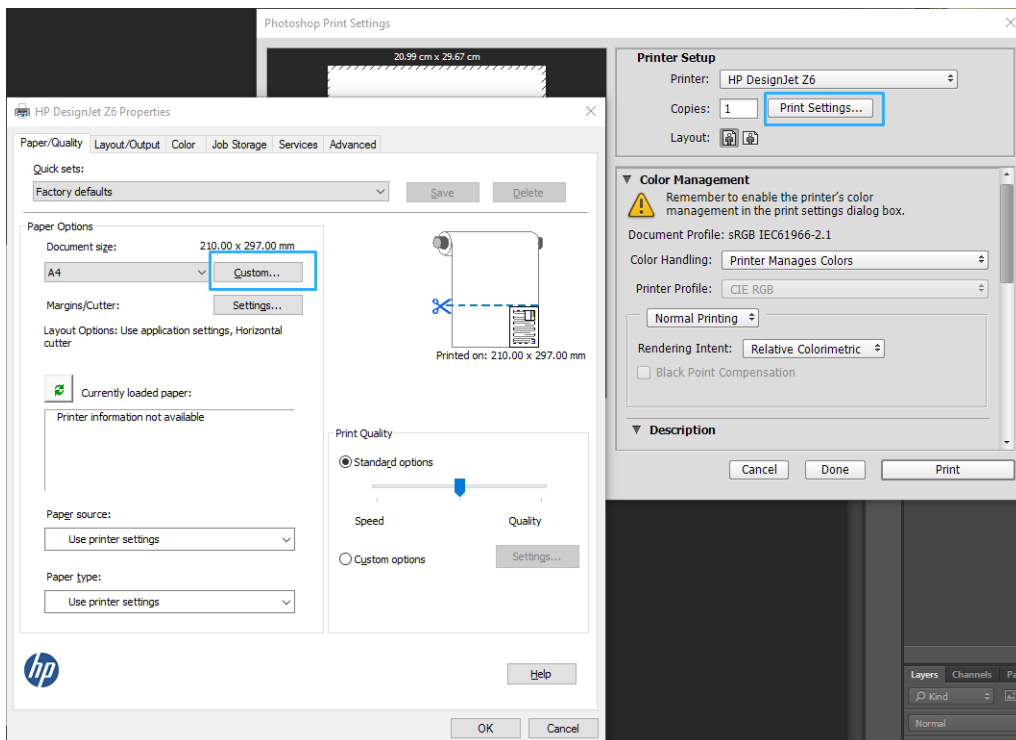 Photoshop Print Settings
20.99 cm x 29.67 cm
Printer Setup
Printer: HP DesignJet Z6
Copies: 1 Print Settings...
Layout:
Color Management
Remember to enable the printer's color
management in the print settings dialog box.
Document Profile: sRGB IEC61966-2.1
Color Handling: Printer Manages Colors
Printer Profile: CIE RGB
Normal Printing
Rendering Intent: Relative Colorimetric
Black Point Compensation
Description
Cancel Done Print
HP DesignJet Z6 Properties
Paper/Quality Layout/Output Color Job Storage Services Advanced
Quick sets:
Factory defaults Save Delete
Paper Options
Document size: 210.00 x 297.00 mm
A4 Custom...
Margins/Cutter: Settings...
Layout Options: Use application settings, Horizontal
cutter
Printed on: 210.00 x 297.00 mm
Currently loaded paper:
Printer information not available
Print Quality
Standard options
Speed Quality
Custom options Settings...
Paper source:
Use printer settings
Paper type:
Use printer settings
hp
Help
OK Cancel
Layers Channels Pa
Kind
Normal